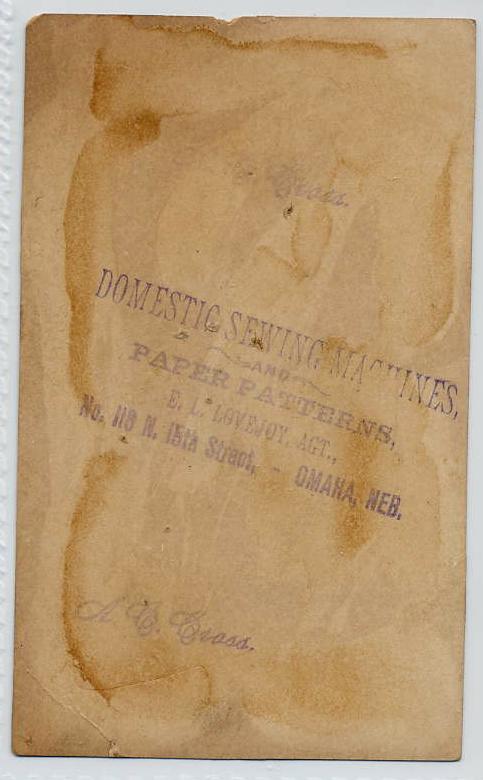 Cross.
DOMESTIC SEWING MACHINES,
AND
PAPER PATTERNS,
E. L. LOVEJOY, AGT.,
No. 118 N. 15th Street, - OMAHA, NEB.
A. C. Cross.